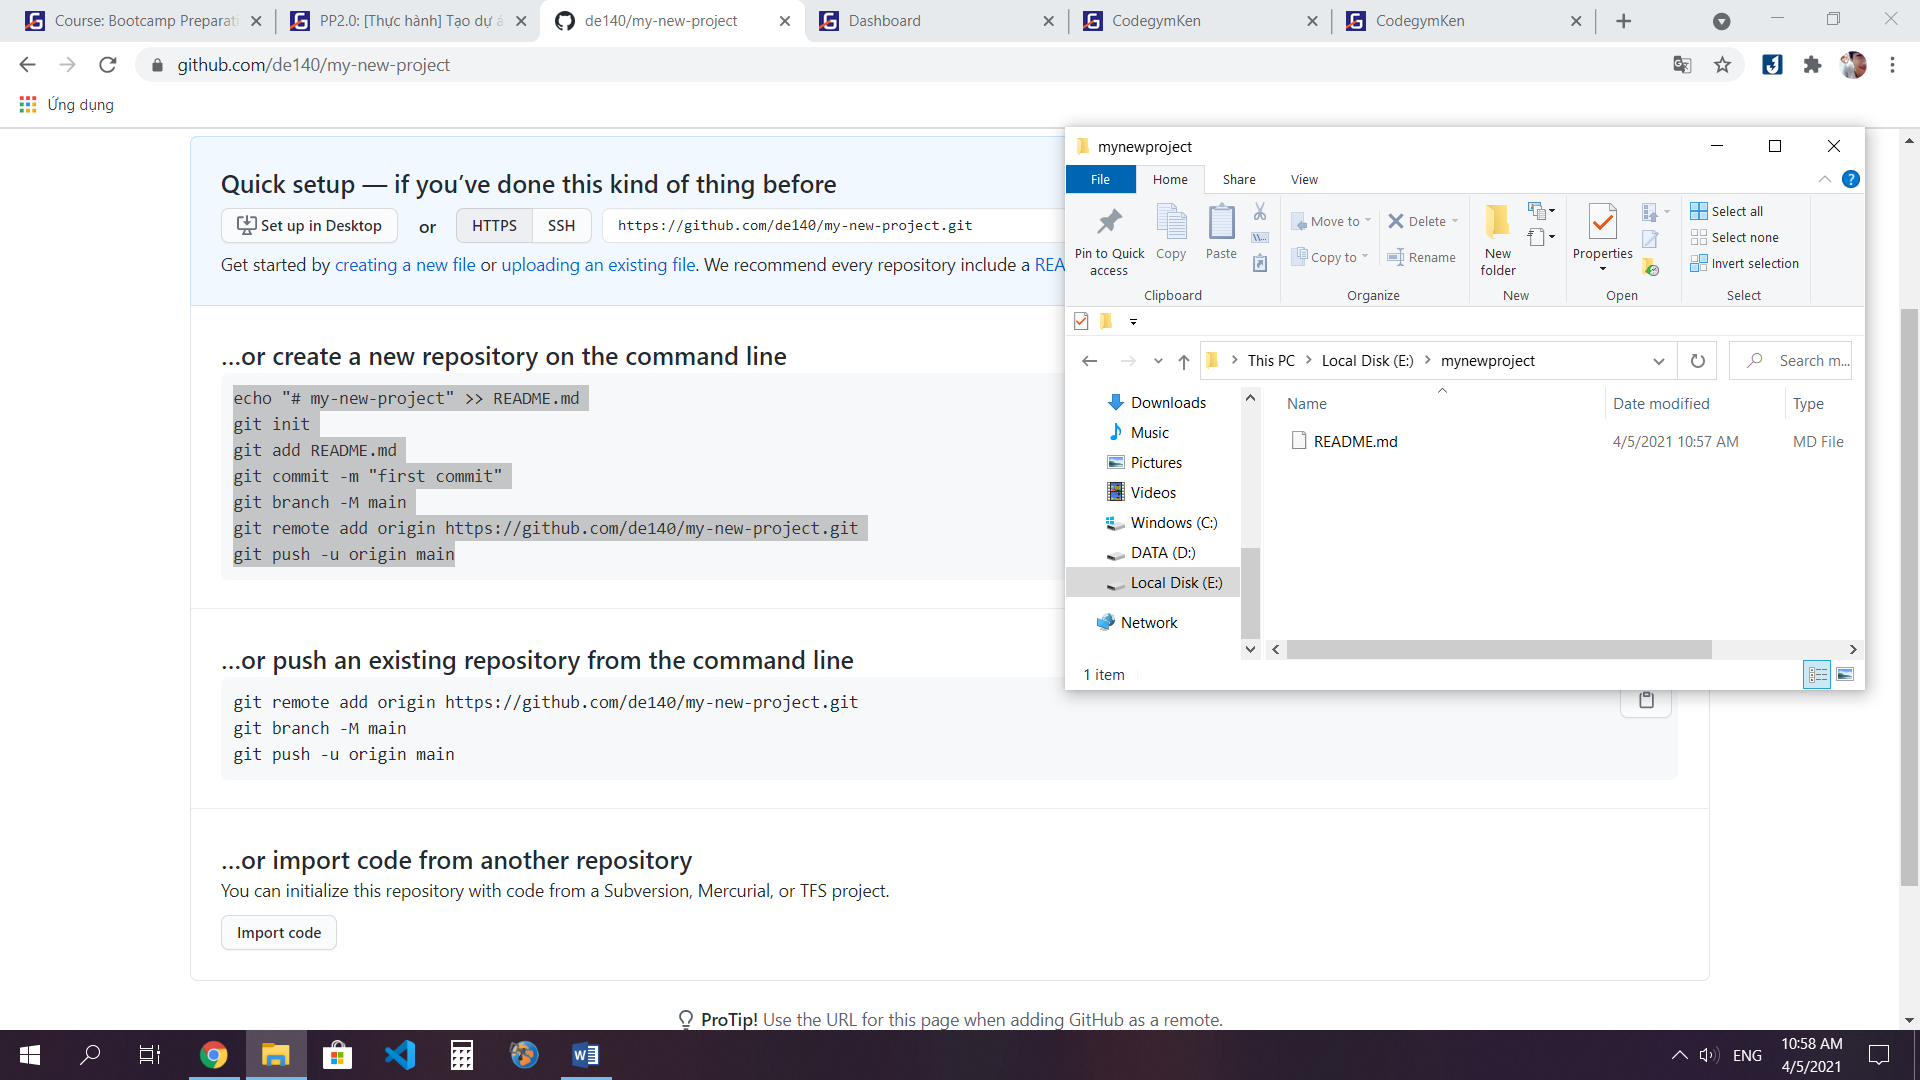 Course: Bootcamp Preparati
PP2.0: [Thực hành] Tạo dự á
de140/my-new-project
Dashboard
CodegymKen
CodegymKen
github.com/de140/my-new-project
Ứng dụng
Quick setup — if you've done this kind of thing before
Set up in Desktop
or
HTTPS
SSH
https://github.com/de140/my-new-project.git
Get started by creating a new file or uploading an existing file. We recommend every repository include a REA
...or create a new repository on the command line
echo "# my-new-project" >> README.md
git init
git add README.md
git commit -m "first commit"
git branch -M main
git remote add origin https://github.com/de140/my-new-project.git
git push -u origin main
...or push an existing repository from the command line
git remote add origin https://github.com/de140/my-new-project.git
git branch -M main
git push -u origin main
...or import code from another repository
You can initialize this repository with code from a Subversion, Mercurial, or TFS project.
Import code
ProTip! Use the URL for this page when adding GitHub as a remote.
mynewproject
File
Home
Share
View
Pin to Quick access
Copy
Paste
Clipboard
Move to
Copy to
Delete
Rename
Organize
New folder
New
Properties
Open
Select all
Select none
Invert selection
Select
This PC
Local Disk (E:)
mynewproject
Search m...
Downloads
Music
Pictures
Videos
Windows (C:)
DATA (D:)
Local Disk (E:)
Network
Name
Date modified
Type
README.md
4/5/2021 10:57 AM
MD File
1 item
ENG
10:58 AM
4/5/2021